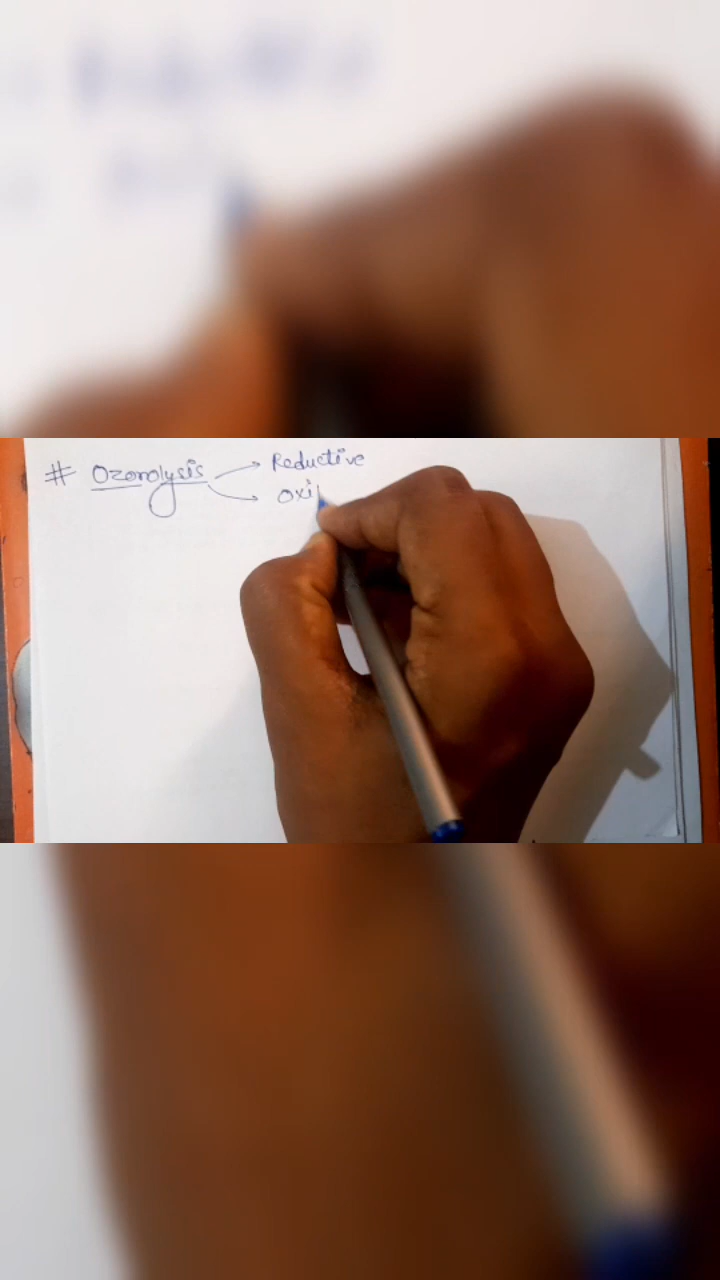 # Ozonolysis → Reductive
→ oxi